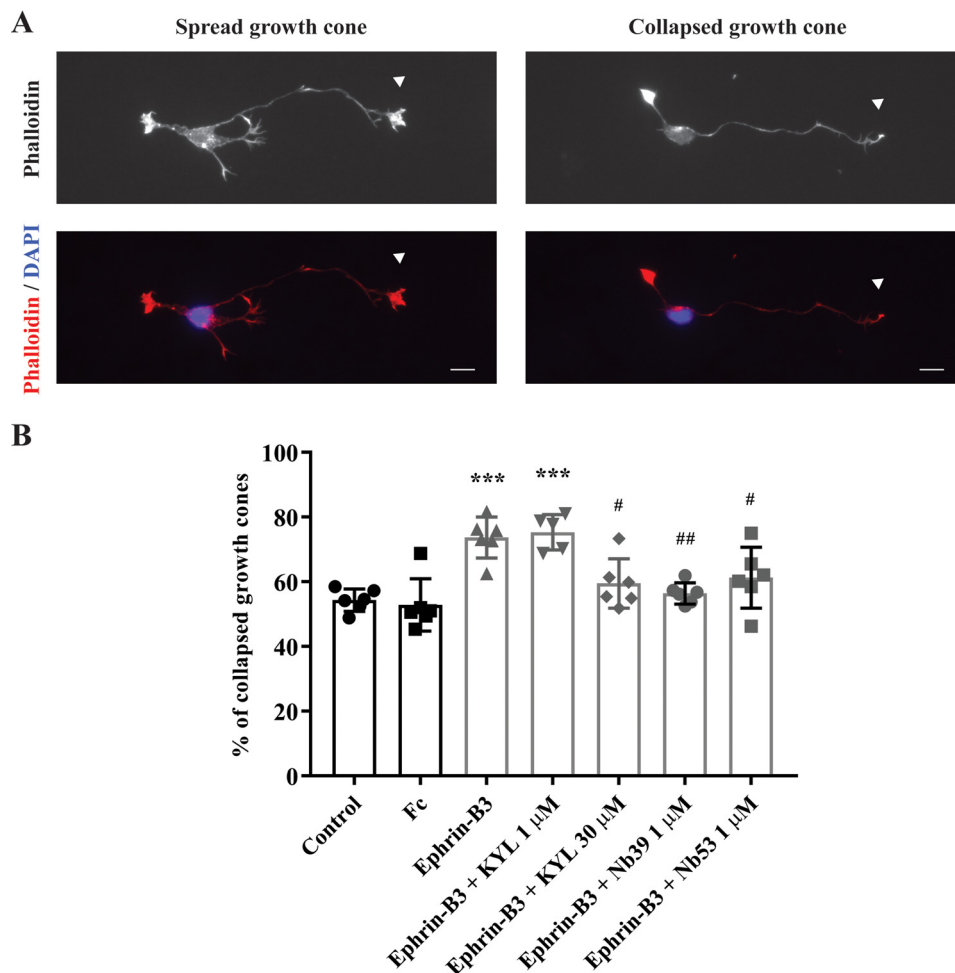 A
Spread growth cone
Collapsed growth cone
Phalloidin
Phalloidin / DAPI
B
% of collapsed growth cones
100
80
60
40
20
0
***
***
#
##
#
Control
Fc
Ephrin-B3
Ephrin-B3 + KYL 1 μM
Ephrin-B3 + KYL 30 μM
Ephrin-B3 + Nb39 1 μM
Ephrin-B3 + Nb53 1 μM